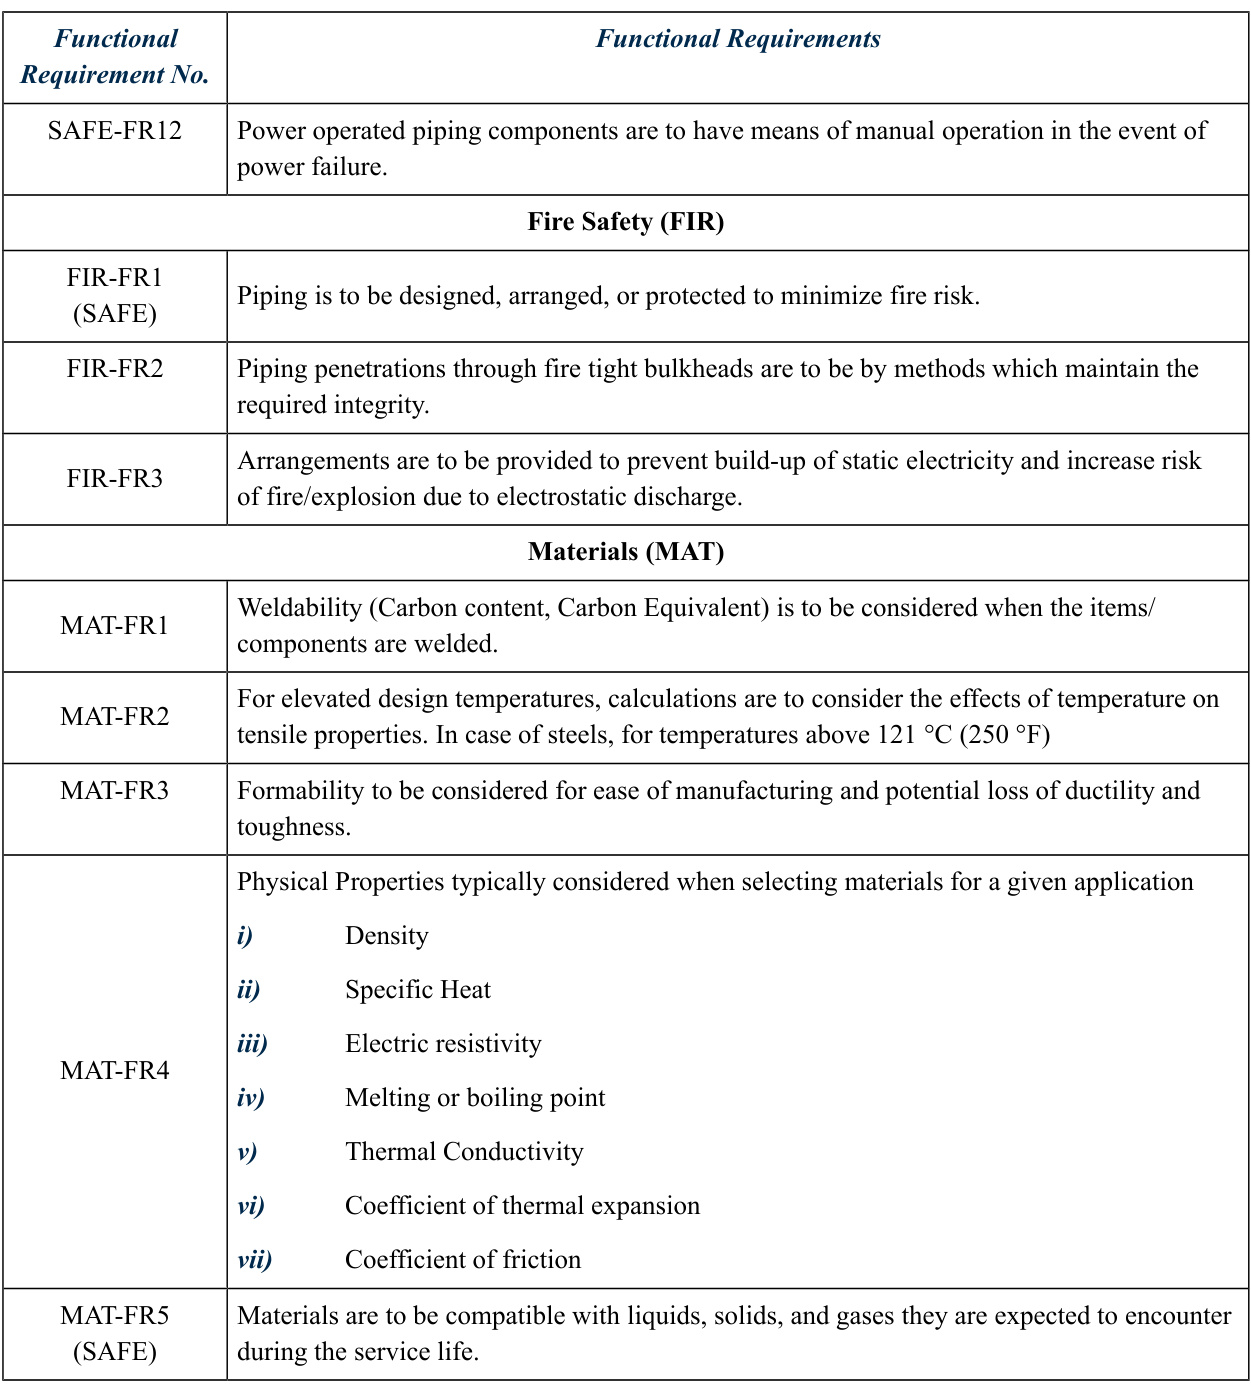 Functional
Requirement No.
Functional Requirements
SAFE-FR12
Power operated piping components are to have means of manual operation in the event of
power failure.
Fire Safety (FIR)
FIR-FR1
(SAFE)
Piping is to be designed, arranged, or protected to minimize fire risk.
FIR-FR2
Piping penetrations through fire tight bulkheads are to be by methods which maintain the
required integrity.
FIR-FR3
Arrangements are to be provided to prevent build-up of static electricity and increase risk
of fire/explosion due to electrostatic discharge.
Materials (MAT)
MAT-FR1
Weldability (Carbon content, Carbon Equivalent) is to be considered when the items/
components are welded.
MAT-FR2
For elevated design temperatures, calculations are to consider the effects of temperature on
tensile properties. In case of steels, for temperatures above 121 °C (250 °F)
MAT-FR3
Formability to be considered for ease of manufacturing and potential loss of ductility and
toughness.
MAT-FR4
Physical Properties typically considered when selecting materials for a given application
i) Density
ii) Specific Heat
iii) Electric resistivity
iv) Melting or boiling point
v) Thermal Conductivity
vi) Coefficient of thermal expansion
vii) Coefficient of friction
MAT-FR5
(SAFE)
Materials are to be compatible with liquids, solids, and gases they are expected to encounter
during the service life.